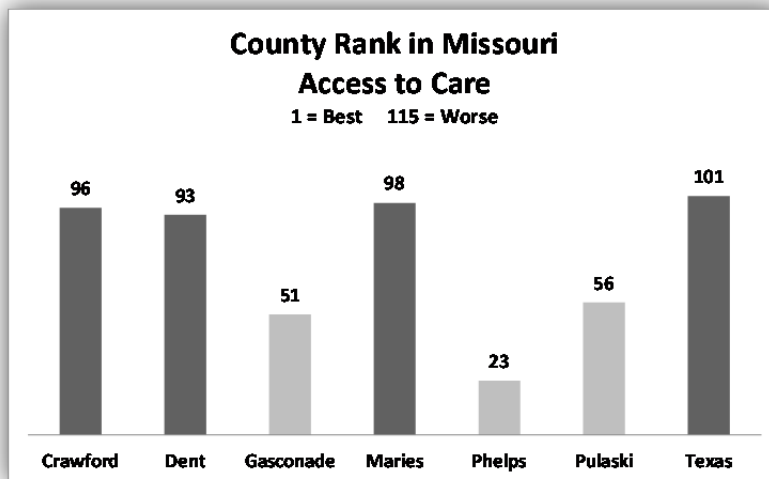 County Rank in Missouri
Access to Care
1 = Best 115 = Worse
96
93
51
98
23
56
101
Crawford
Dent
Gasconade
Maries
Phelps
Pulaski
Texas